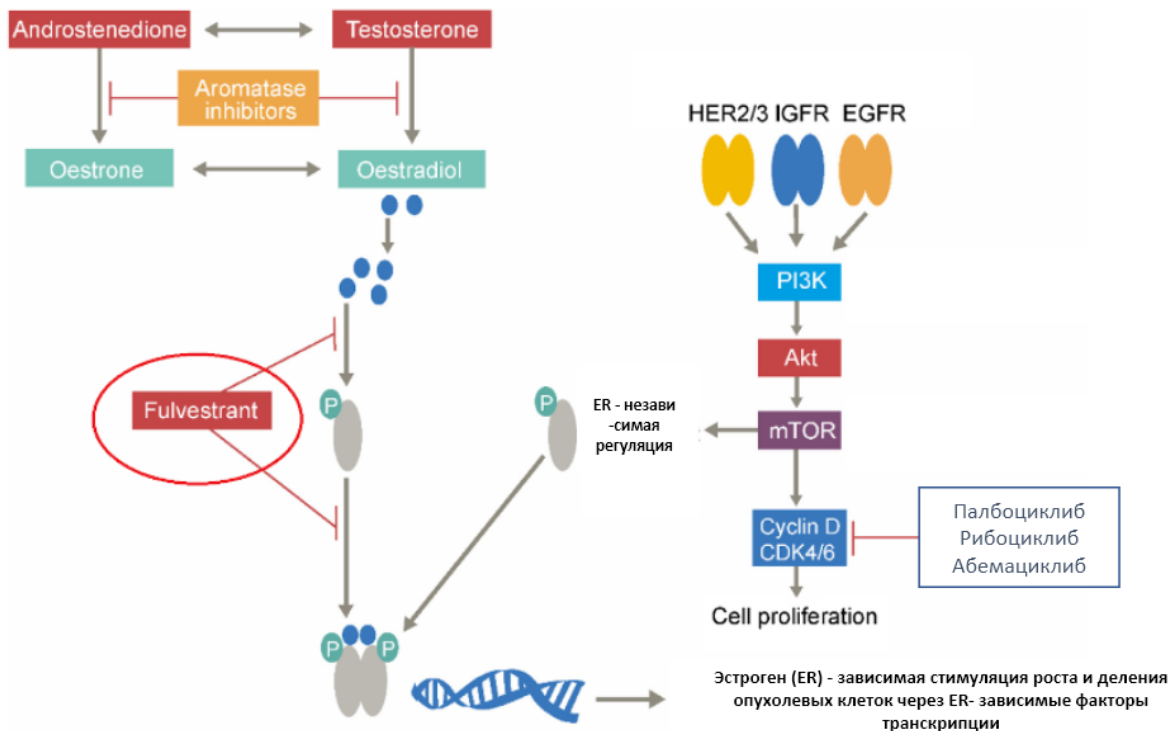 Androstenedione
Testosterone
Aromatase
inhibitors
Oestrone
Oestradiol
HER2/3 IGFR EGFR
PI3K
Akt
Fulvestrant
P
P
ER - незави
-симая
регуляция
mTOR
Cyclin D
CDK4/6
Палбоциклиб
Рибоциклиб
Абемациклиб
Cell proliferation
P
P
Эстроген (ER) - зависимая стимуляция роста и деления
опухолевых клеток через ER- зависимые факторы
транскрипции